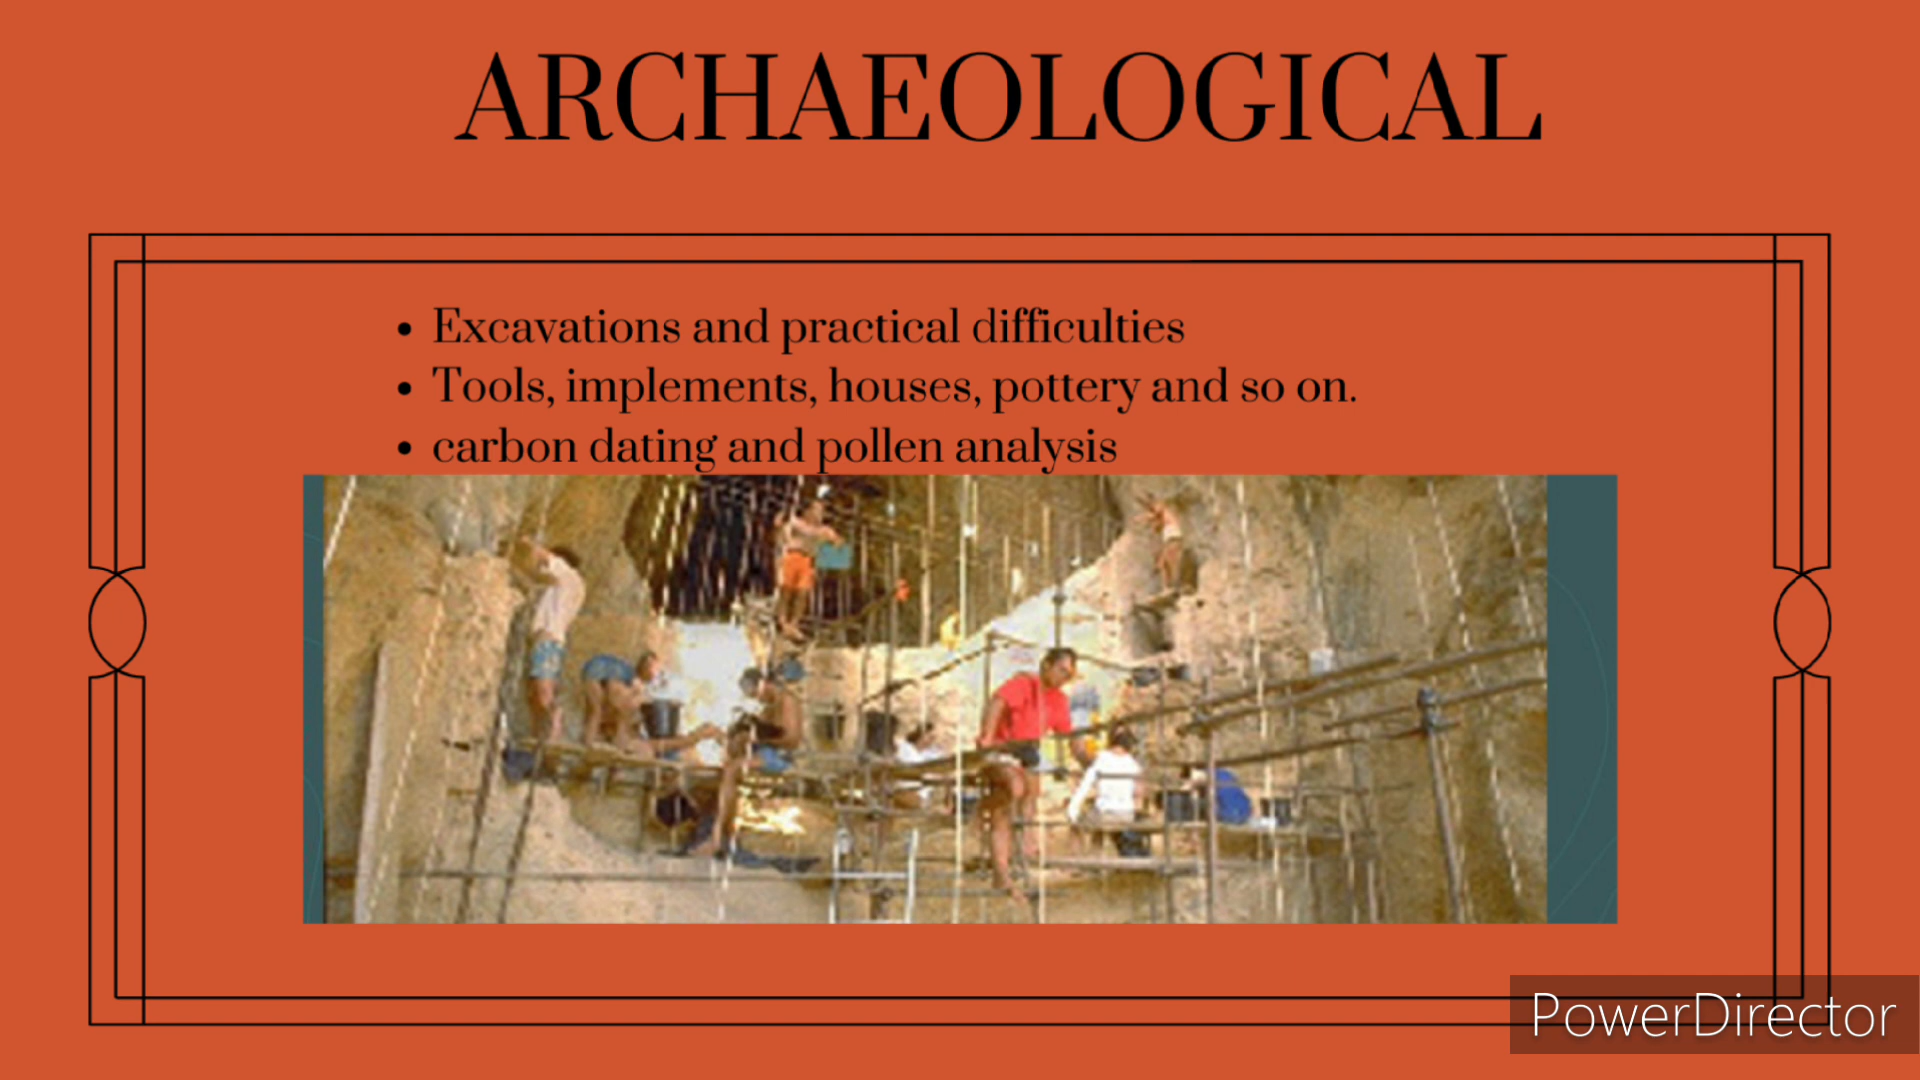 ARCHAEOLOGICAL
• Excavations and practical difficulties
• Tools, implements, houses, pottery and so on.
• carbon dating and pollen analysis
PowerDirector